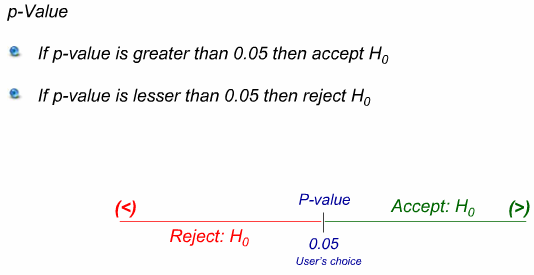 p-Value
If p-value is greater than 0.05 then accept H₀
If p-value is lesser than 0.05 then reject H₀
P-value
(<)
Accept: H₀
(>)
Reject: H₀
0.05
User's choice